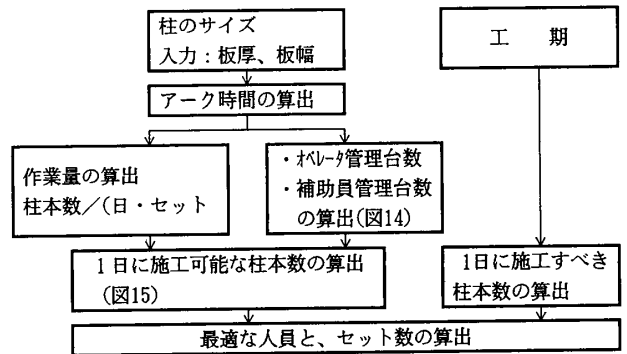 柱のサイズ
入力：板厚、板幅
工　期
アーク時間の算出
作業量の算出
柱本数／(日・セット
・ｵﾍﾟﾚｰﾀ管理台数
・補助員管理台数
の算出(図14)
1日に施工可能な柱本数の算出
(図15)
1日に施工すべき
柱本数の算出
最適な人員と、セット数の算出